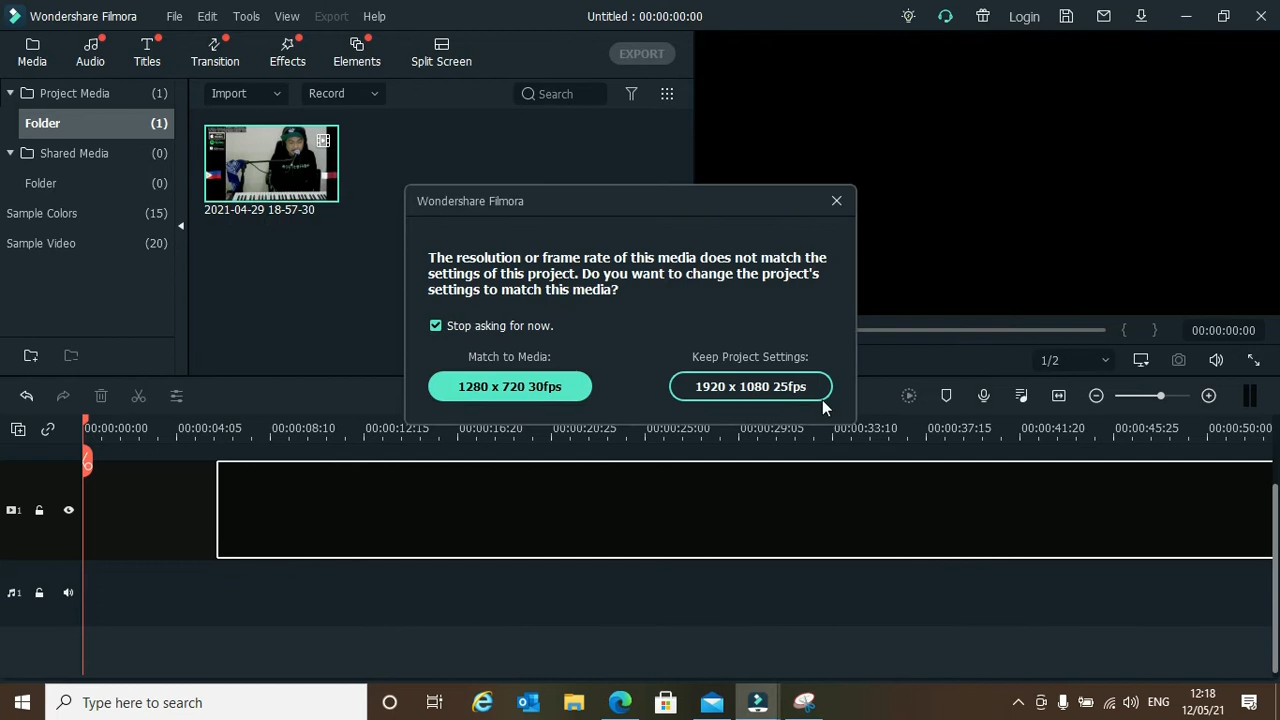 Wondershare Filmora
File Edit Tools View Export Help
Untitled : 00:00:00:00
Login
Media Audio Titles Transition Effects Elements Split Screen
EXPORT
Project Media (1)
Folder (1)
Shared Media (0)
Folder (0)
Sample Colors (15)
Sample Video (20)
Import Record Search
2021-04-29 18-57-30
Wondershare Filmora
The resolution or frame rate of this media does not match the
settings of this project. Do you want to change the project's
settings to match this media?
Stop asking for now.
Match to Media: Keep Project Settings:
1280 x 720 30fps 1920 x 1080 25fps
{ } 00:00:00:00
1/2
00:00:00:00 00:00:04:05 00:00:08:10 00:00:12:15 00:00:16:20 00:00:20:25 00:00:25:00 00:00:29:05 00:00:33:10 00:00:37:15 00:00:41:20 00:00:45:25 00:00:50:00
1
1
Type here to search
ENG
12:18
12/05/21